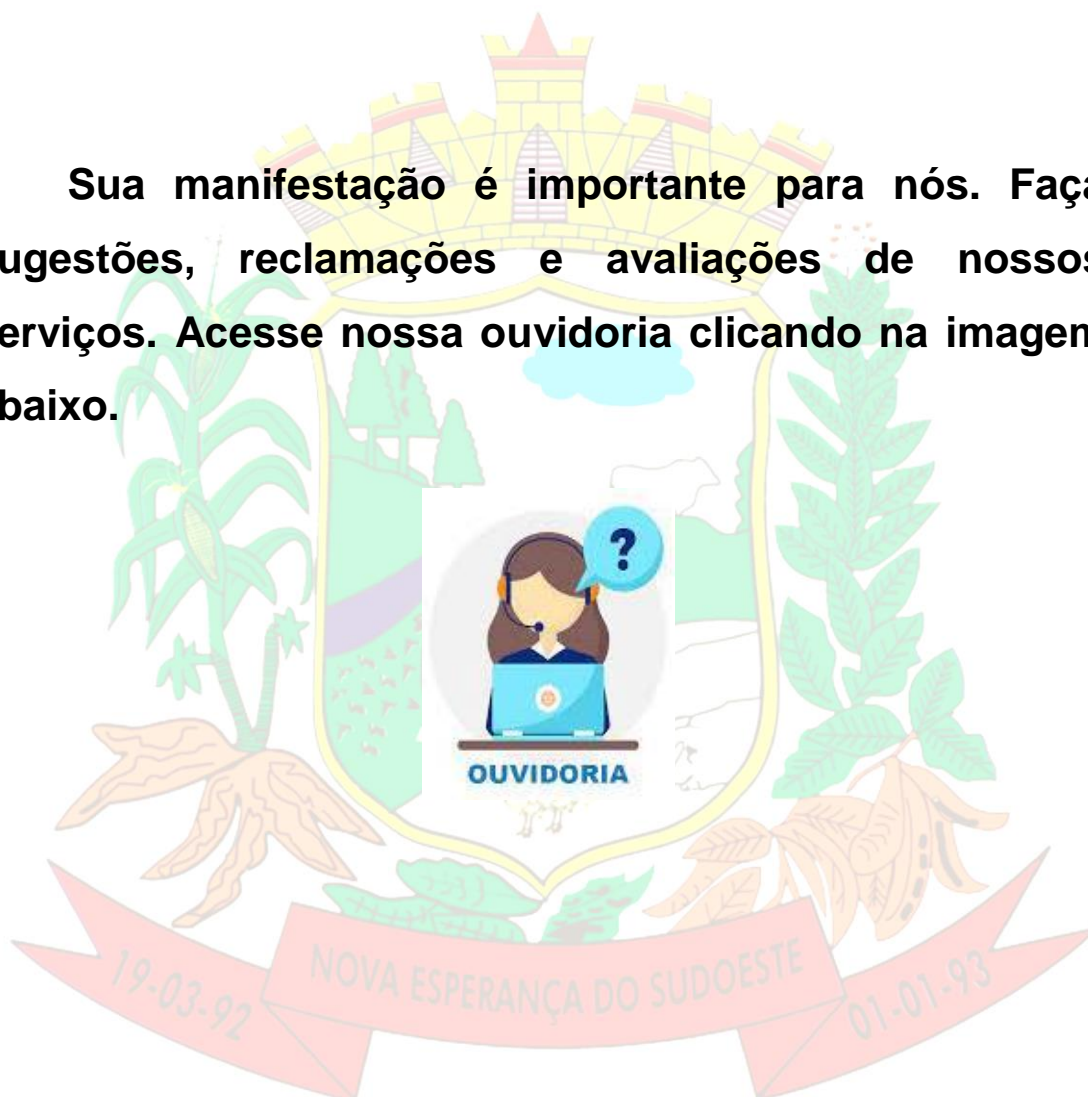 Sua manifestação é importante para nós. Faça
ugestões, reclamações e avaliações de nossos
erviços. Acesse nossa ouvidoria clicando na imagem
baixo.
?
OUVIDORIA
NOVA ESPERANÇA DO SUDOESTE
19-03-92
01-01-93